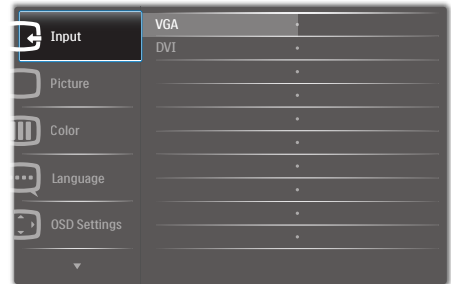 Input
VGA
DVI
Picture
Color
Language
OSD Settings